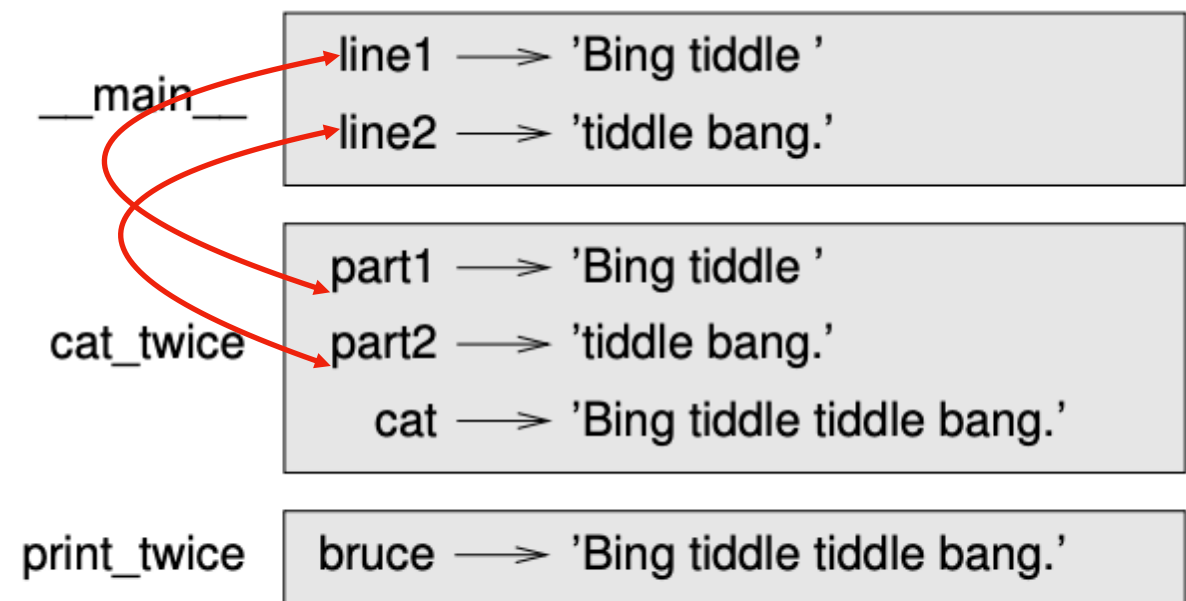 __main__
line1 ⟶ ’Bing tiddle ’
line2 ⟶ ’tiddle bang.’
cat_twice
part1 ⟶ ’Bing tiddle ’
part2 ⟶ ’tiddle bang.’
cat ⟶ ’Bing tiddle tiddle bang.’
print_twice
bruce ⟶ ’Bing tiddle tiddle bang.’